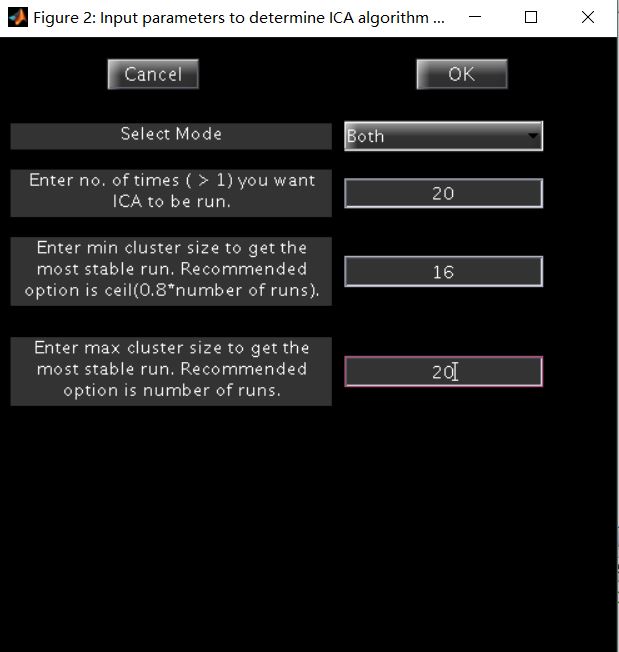 Figure 2: Input parameters to determine ICA algorithm ...
Cancel
OK
Select Mode
Both
Enter no. of times ( > 1) you want
ICA to be run.
20
Enter min cluster size to get the
most stable run. Recommended
option is ceil(0.8*number of runs).
16
Enter max cluster size to get the
most stable run. Recommended
option is number of runs.
20